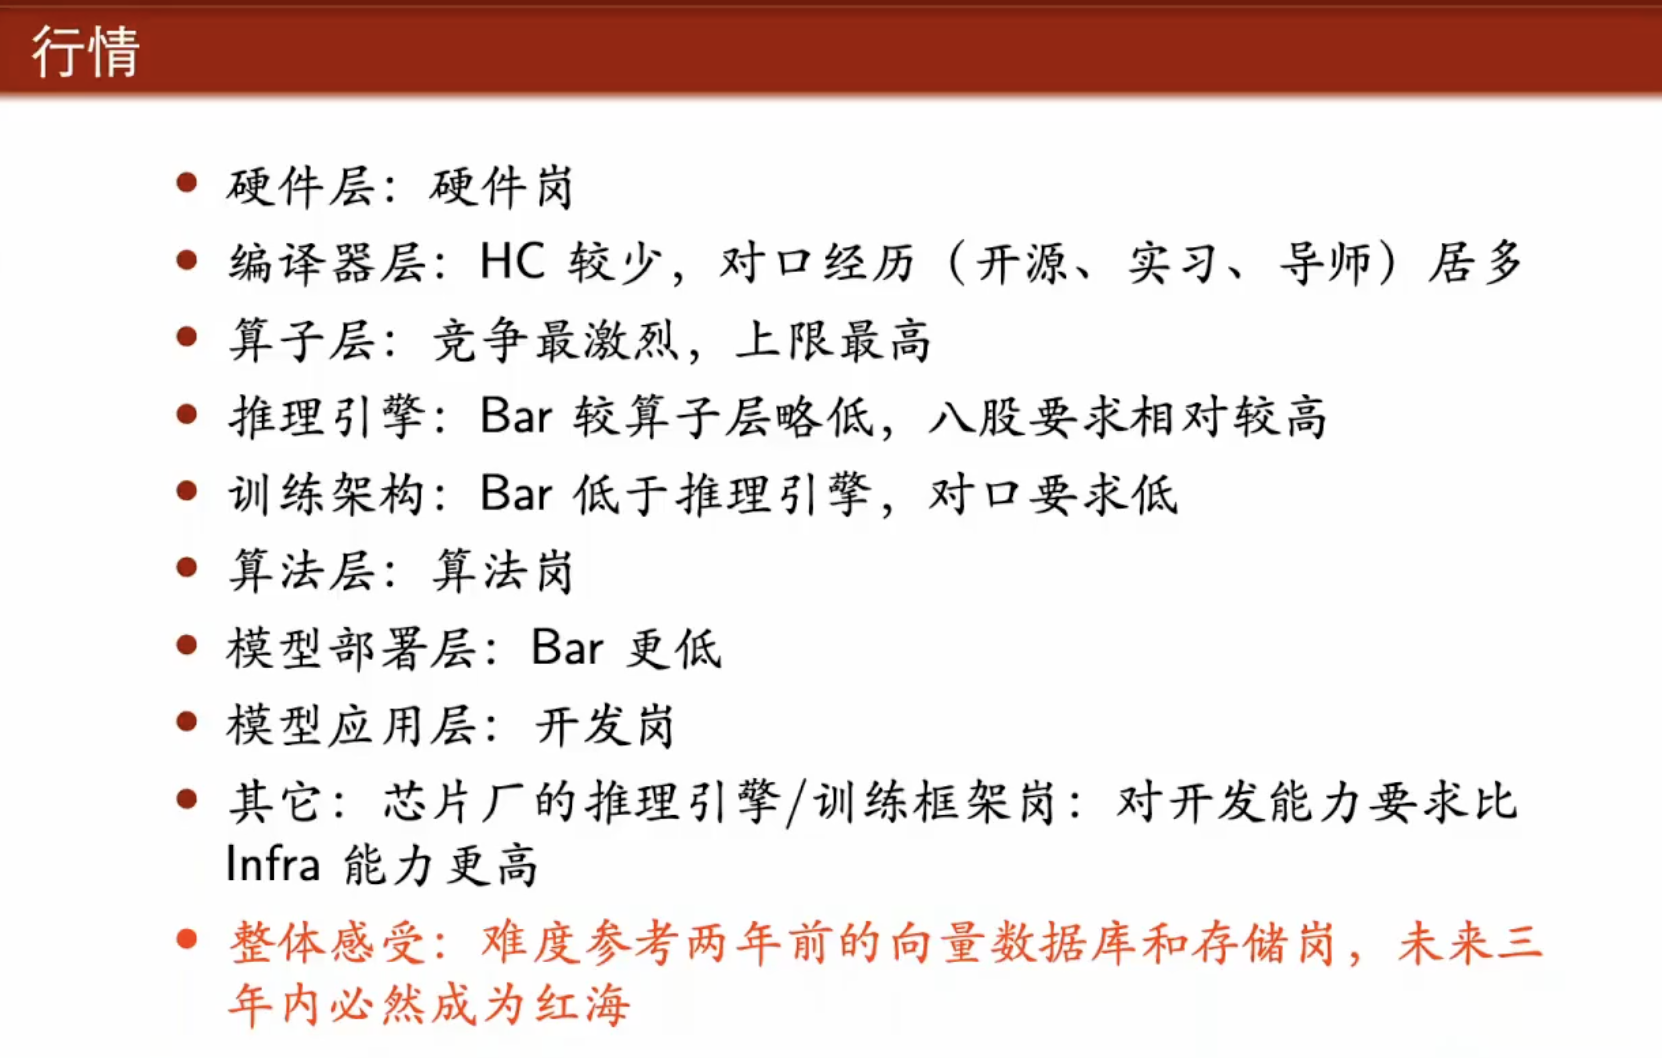 行情
硬件层：硬件岗
编译器层：HC 较少，对口经历（开源、实习、导师）居多
算子层：竞争最激烈，上限最高
推理引擎：Bar 较算子层略低，八股要求相对较高
训练架构：Bar 低于推理引擎，对口要求低
算法层：算法岗
模型部署层：Bar 更低
模型应用层：开发岗
其它：芯片厂的推理引擎/训练框架岗：对开发能力要求比
Infra 能力更高
整体感受：难度参考两年前的向量数据库和存储岗，未来三
年内必然成为红海